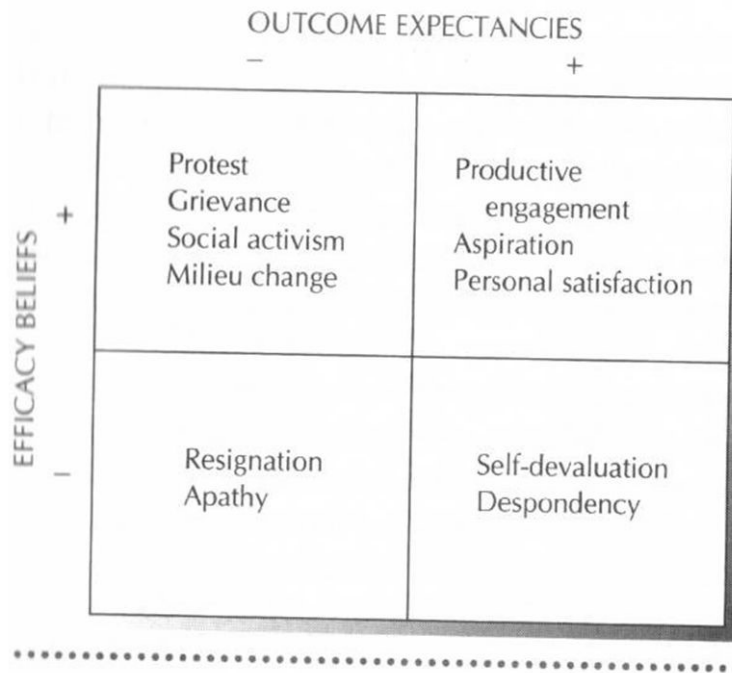 OUTCOME EXPECTANCIES
− +
EFFICACY BELIEFS
+
−
Protest
Grievance
Social activism
Milieu change
Productive
engagement
Aspiration
Personal satisfaction
Resignation
Apathy
Self-devaluation
Despondency